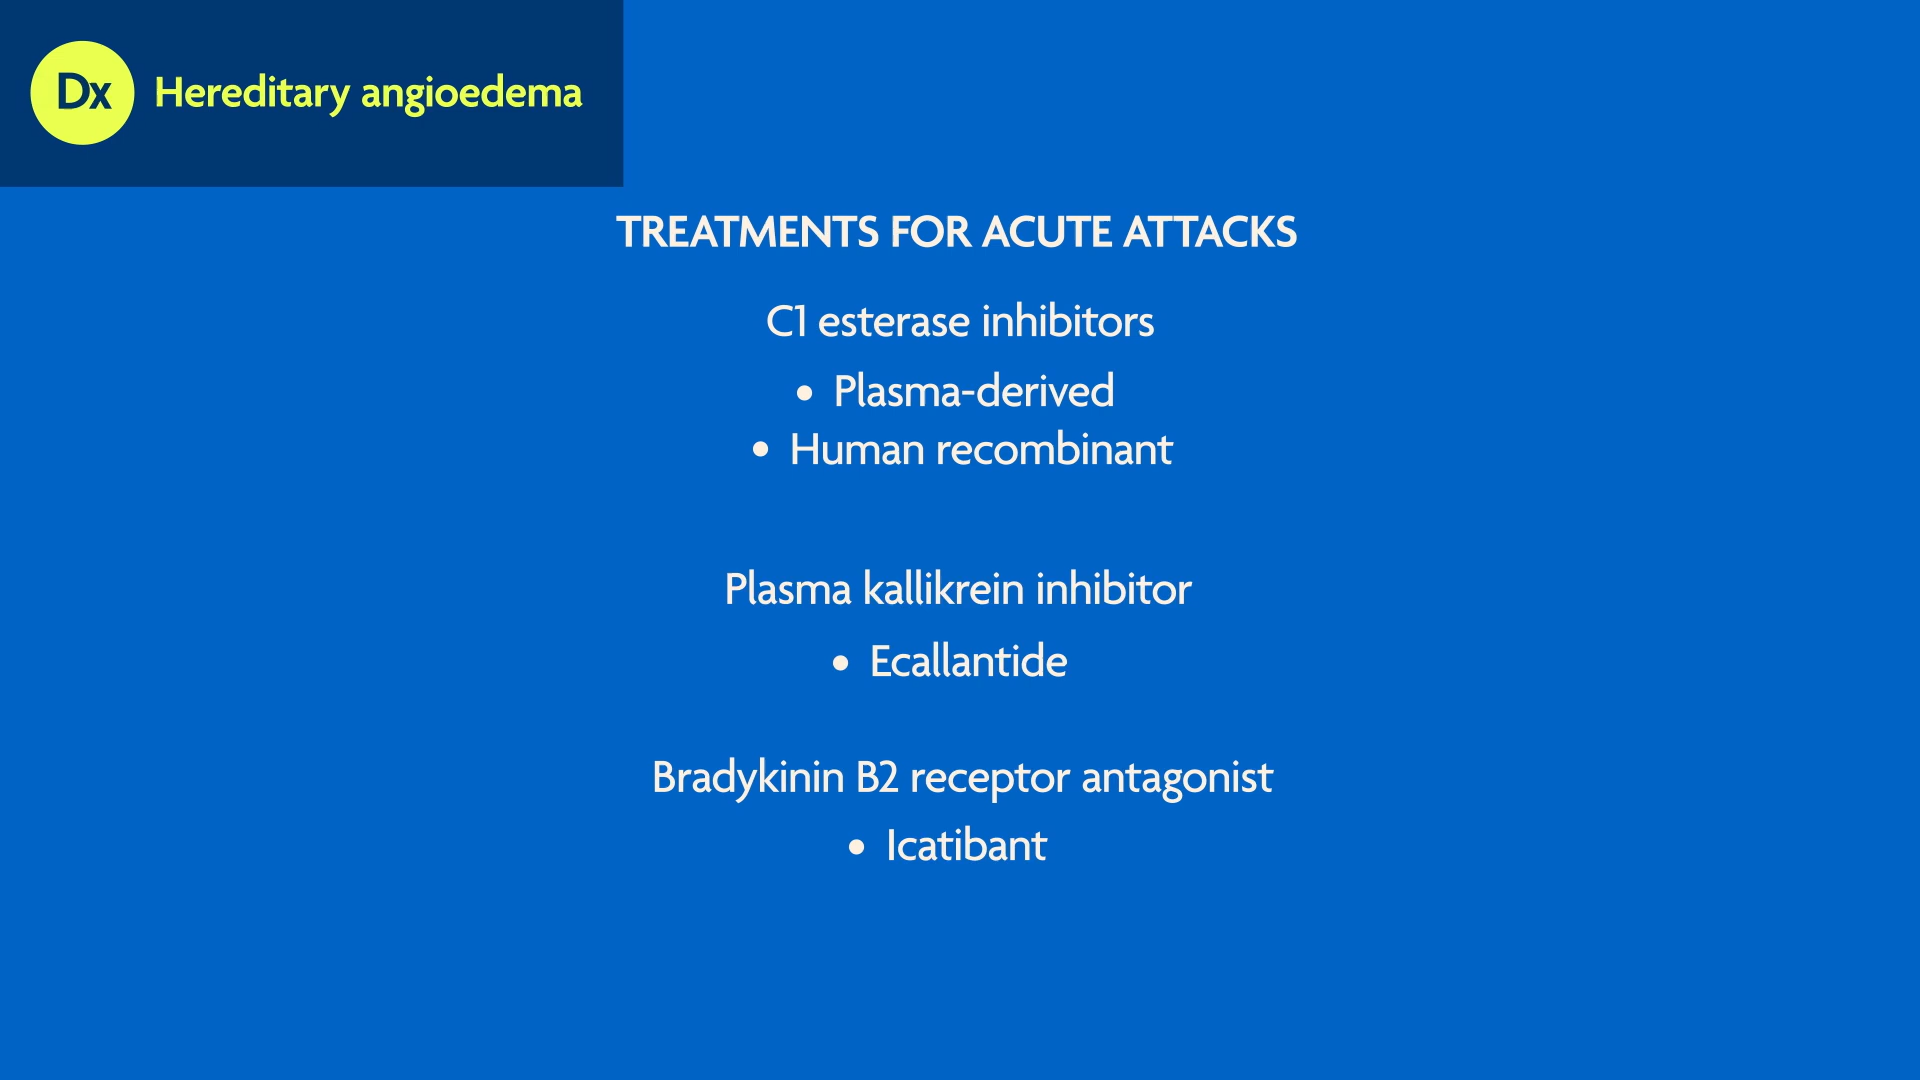 Dx Hereditary angioedema
TREATMENTS FOR ACUTE ATTACKS
C1 esterase inhibitors
• Plasma-derived
• Human recombinant
Plasma kallikrein inhibitor
• Ecallantide
Bradykinin B2 receptor antagonist
• Icatibant